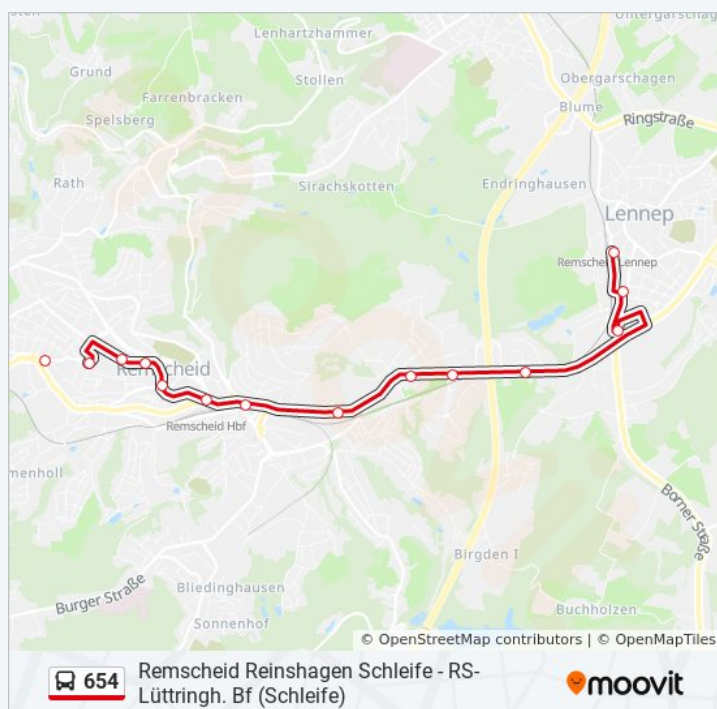 Lenhartzhammer
Untergarschagen
Grund
Stollen
Obergarschagen
Farrenbracken
Blume
Spelsberg
Ringstraße
Rath
Sirachskotten
Endringhausen
Lennep
Remscheid Lennep
Remscheid
Remscheid Hbf
menholl
Borner Straße
Birgden I
Bliedinghausen
Burger Straße
Sonnenhof
Buchholzen
© OpenStreetMap contributors | © OpenMapTiles
654
Remscheid Reinshagen Schleife - RS-
Lüttringh. Bf (Schleife)
moovit